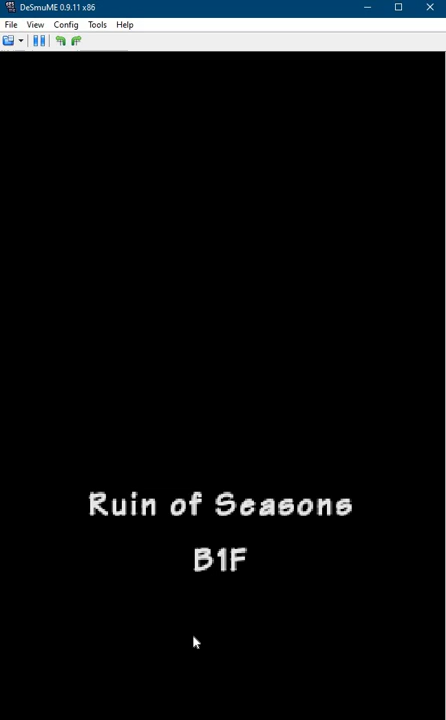 DeSmuME 0.9.11 x86
File View Config Tools Help
Ruin of Seasons
B1F